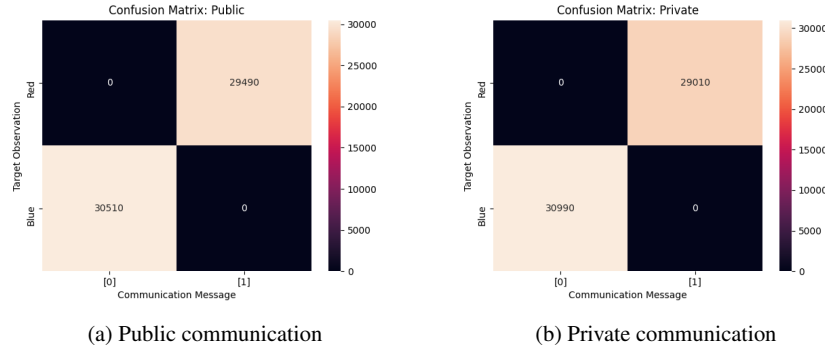 Confusion Matrix: Public
Target Observation
Red
Blue
0
29490
30510
0
[0]
[1]
Communication Message
30000
25000
20000
15000
10000
5000
0
(a) Public communication
Confusion Matrix: Private
Target Observation
Red
Blue
0
29010
30990
0
[0]
[1]
Communication Message
30000
25000
20000
15000
10000
5000
0
(b) Private communication